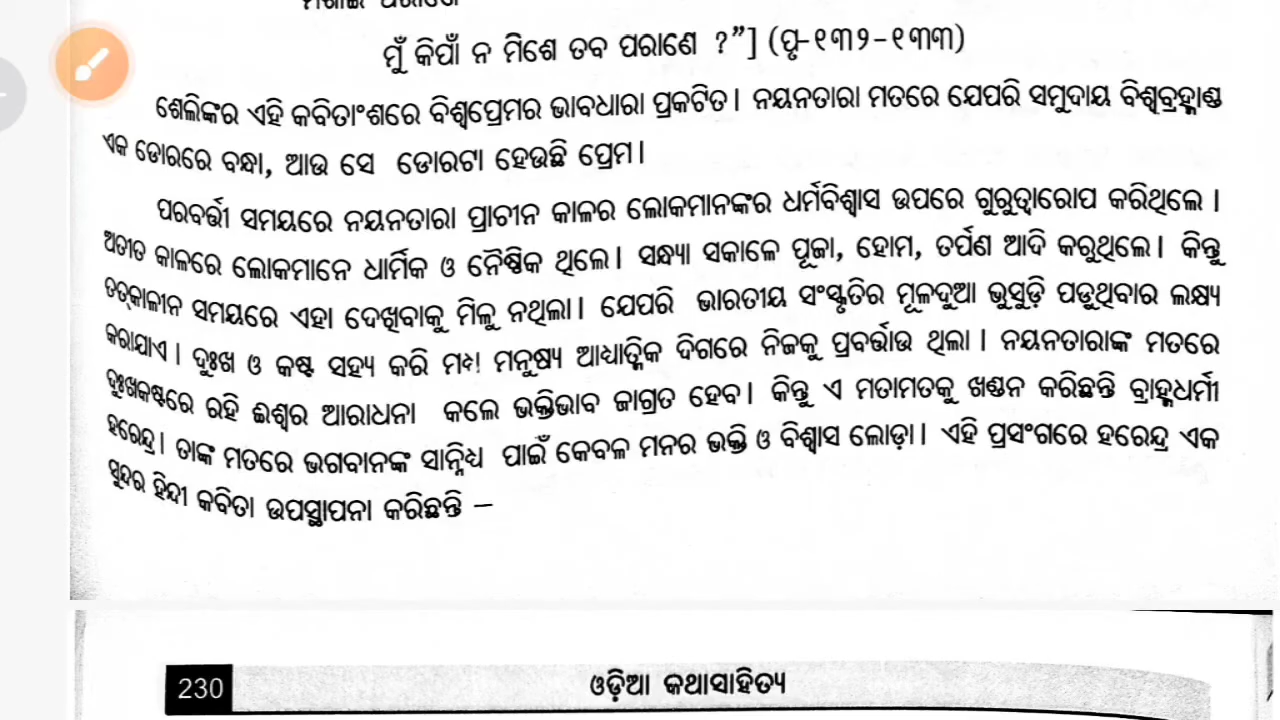 ମୁଁ କିପାଁ ନ ମିଶେ ତବ ପରାଣେ ?”] (ପୃ-୧୩୨-୧୩୩)
ଶେଲିଙ୍କର ଏହି କବିତାଂଶରେ ବିଶ୍ୱପ୍ରେମର ଭାବଧାରା ପ୍ରକଟିତ। ନୟନତାରା ମତରେ ଯେପରି ସମୁଦାୟ ବିଶ୍ୱବ୍ରହ୍ମାଣ୍ଡ
ଏକ ଡୋରରେ ବନ୍ଧା, ଆଉ ସେ ଡୋରଟା ହେଉଛି ପ୍ରେମ।
ପରବର୍ତ୍ତୀ ସମୟରେ ନୟନତାରା ପ୍ରାଚୀନ କାଳର ଲୋକମାନଙ୍କର ଧର୍ମବିଶ୍ୱାସ ଉପରେ ଗୁରୁତ୍ୱାରୋପ କରିଥିଲେ।
ଅତୀତ କାଳରେ ଲୋକମାନେ ଧାର୍ମିକ ଓ ନୈଷ୍ଠିକ ଥିଲେ। ସନ୍ଧ୍ୟା ସକାଳେ ପୂଜା, ହୋମ, ତର୍ପଣ ଆଦି କରୁଥିଲେ। କିନ୍ତୁ
ତତ୍କାଳୀନ ସମୟରେ ଏହା ଦେଖିବାକୁ ମିଳୁ ନଥିଲା। ଯେପରି ଭାରତୀୟ ସଂସ୍କୃତିର ମୂଳଦୁଆ ଭୁସୁଡ଼ି ପଡୁଥିବାର ଲକ୍ଷ୍ୟ
କରାଯାଏ। ଦୁଃଖ ଓ କଷ୍ଟ ସହ୍ୟ କରି ମଧ୍ୟ ମନୁଷ୍ୟ ଆଧ୍ୟାତ୍ମିକ ଦିଗରେ ନିଜକୁ ପ୍ରବର୍ତ୍ତାଉ ଥିଲା। ନୟନତାରାଙ୍କ ମତରେ
ଦୁଃଖକଷ୍ଟରେ ରହି ଈଶ୍ୱର ଆରାଧନା କଲେ ଭକ୍ତିଭାବ ଜାଗ୍ରତ ହେବ। କିନ୍ତୁ ଏ ମତାମତକୁ ଖଣ୍ଡନ କରିଛନ୍ତି ବ୍ରାହ୍ମଧର୍ମୀ
ହରେନ୍ଦ୍ର। ତାଙ୍କ ମତରେ ଭଗବାନଙ୍କ ସାନ୍ନିଧ୍ୟ ପାଇଁ କେବଳ ମନର ଭକ୍ତି ଓ ବିଶ୍ୱାସ ଲୋଡ଼ା। ଏହି ପ୍ରସଂଗରେ ହରେନ୍ଦ୍ର ଏକ
ସୁନ୍ଦର ହିନ୍ଦୀ କବିତା ଉପସ୍ଥାପନା କରିଛନ୍ତି –
230 ଓଡ଼ିଆ କଥାସାହିତ୍ୟ